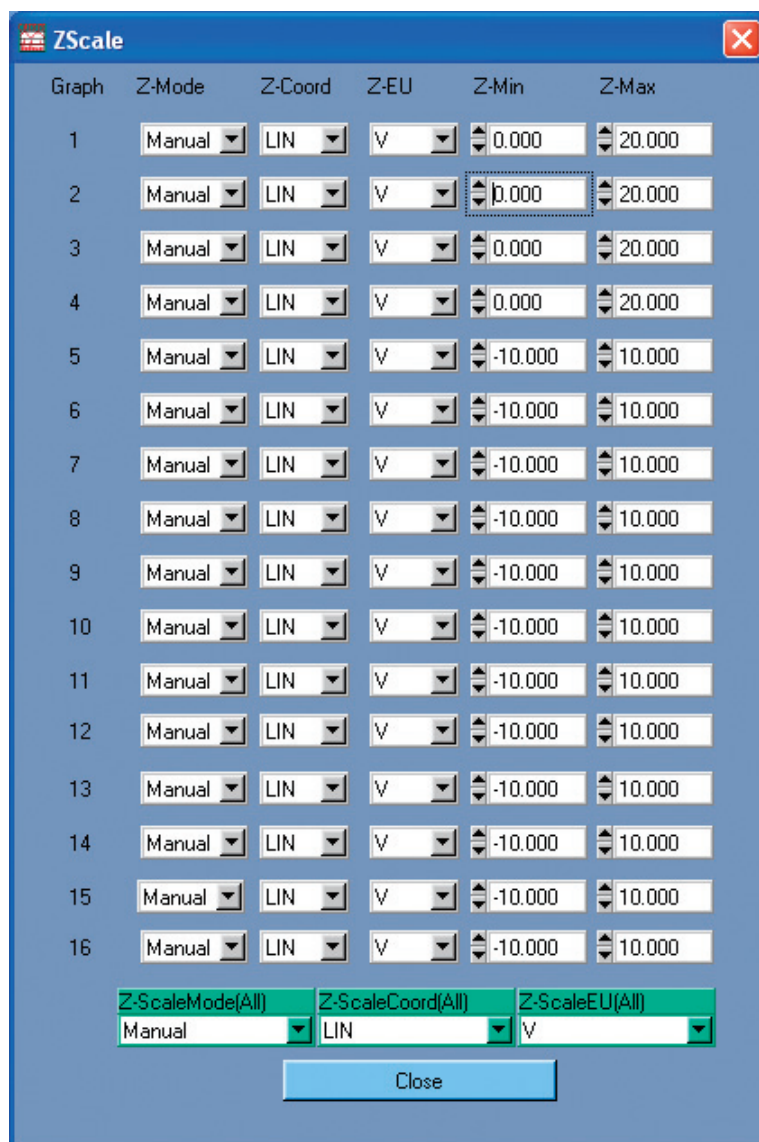 ZScale
Graph Z-Mode Z-Coord Z-EU Z-Min Z-Max
1 Manual LIN V 0.000 20.000
2 Manual LIN V 0.000 20.000
3 Manual LIN V 0.000 20.000
4 Manual LIN V 0.000 20.000
5 Manual LIN V -10.000 10.000
6 Manual LIN V -10.000 10.000
7 Manual LIN V -10.000 10.000
8 Manual LIN V -10.000 10.000
9 Manual LIN V -10.000 10.000
10 Manual LIN V -10.000 10.000
11 Manual LIN V -10.000 10.000
12 Manual LIN V -10.000 10.000
13 Manual LIN V -10.000 10.000
14 Manual LIN V -10.000 10.000
15 Manual LIN V -10.000 10.000
16 Manual LIN V -10.000 10.000
Z-ScaleMode(All) Z-ScaleCoord(All) Z-ScaleEU(All)
Manual LIN V
Close